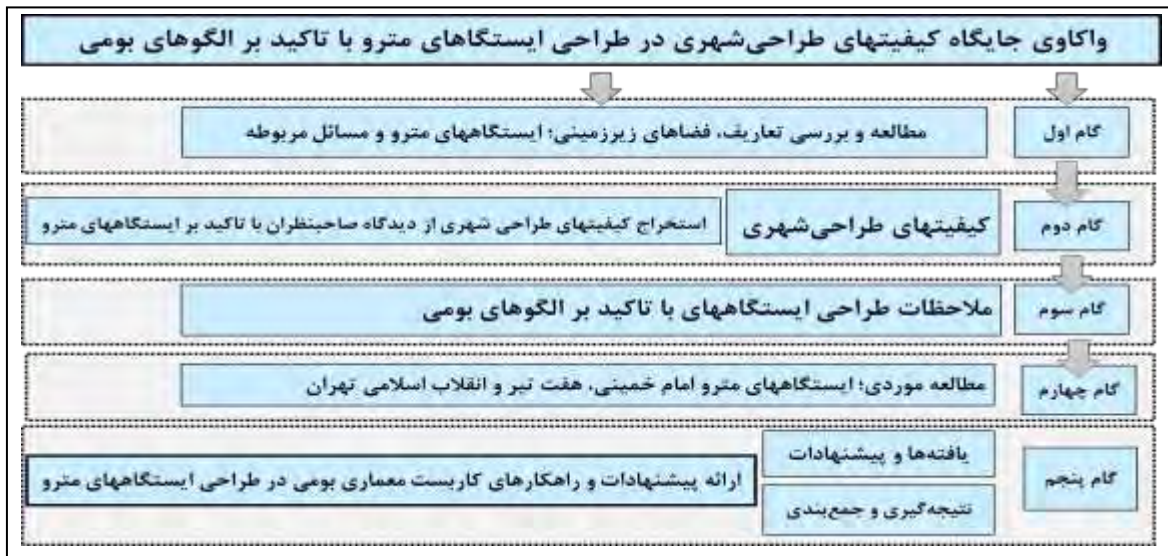 واکاوی جایگاه کیفیتهای طراحی‌شهری در طراحی ایستگاهای مترو با تاکید بر الگوهای بومی
گام اول
مطالعه و بررسی تعاریف، فضاهای زیرزمینی؛ ایستگاههای مترو و مسائل مربوطه
گام دوم
کیفیتهای طراحی‌شهری
استخراج کیفیتهای طراحی شهری از دیدگاه صاحبنظران با تاکید بر ایستگاههای مترو
گام سوم
ملاحظات طراحی ایستگاههای با تاکید بر الگوهای بومی
گام چهارم
مطالعه موردی؛ ایستگاههای مترو امام خمینی، هفت تیر و انقلاب اسلامی تهران
گام پنجم
یافته‌ها و پیشنهادات
نتیجه‌گیری و جمع‌بندی
ارائه پیشنهادات و راهکارهای کاربست معماری بومی در طراحی ایستگاههای مترو